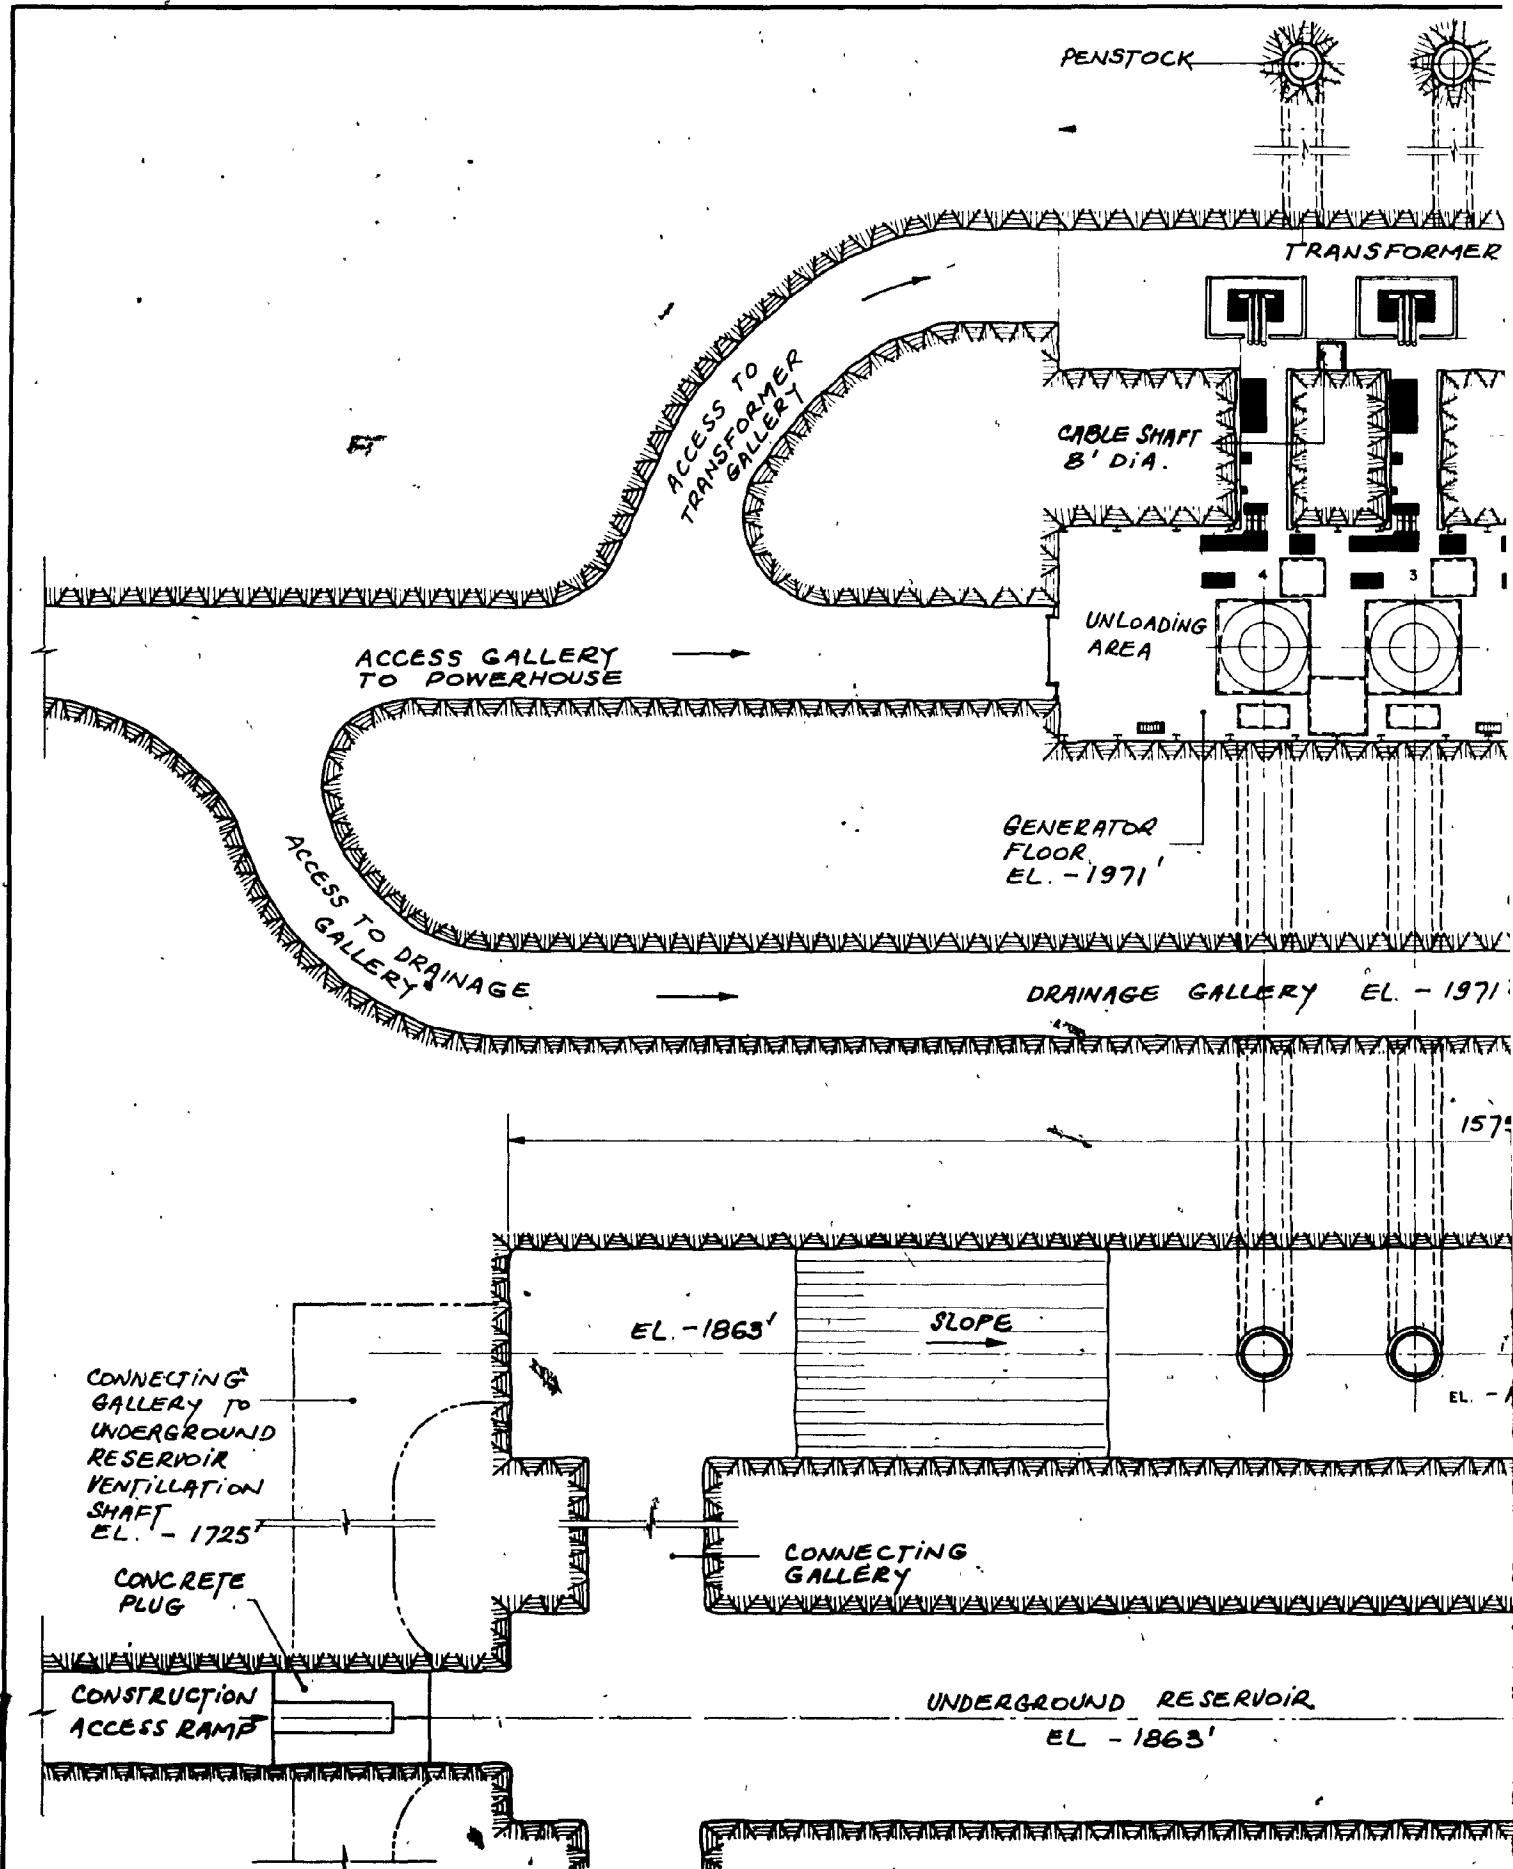 PENSTOCK
TRANSFORMER
ACCESS TO
TRANSFORMER
GALLERY
CABLE SHAFT
8' DIA.
4
3
UNLOADING
AREA
ACCESS GALLERY
TO POWERHOUSE
GENERATOR
FLOOR
EL. -1971'
ACCESS TO DRAINAGE
GALLERY
DRAINAGE GALLERY EL. - 1971'
EL. -1863'
SLOPE
EL. -
CONNECTING
GALLERY TO
UNDERGROUND
RESERVOIR
VENTILLATION
SHAFT
EL. - 1725'
CONNECTING
GALLERY
CONCRETE
PLUG
CONSTRUCTION
ACCESS RAMP
UNDERGROUND RESERVOIR
EL - 1863'